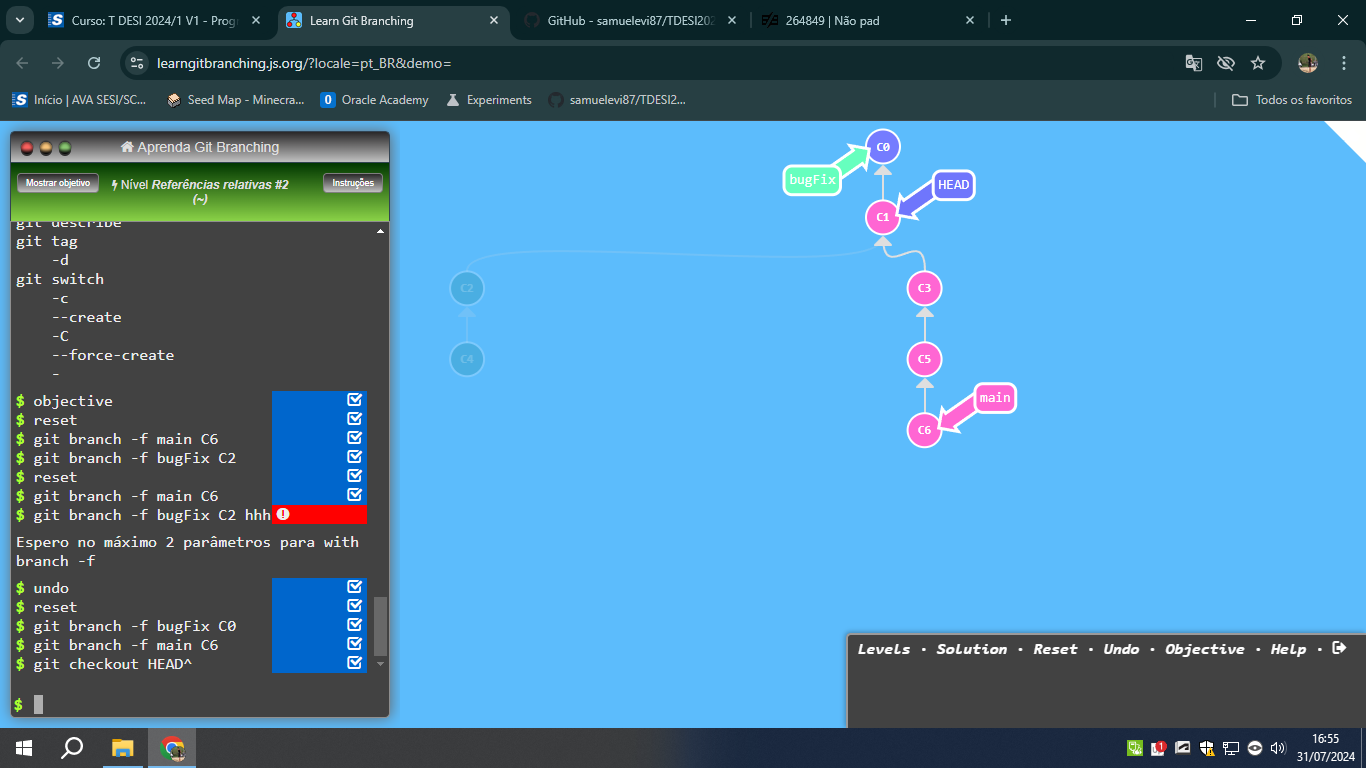 Curso: T DESI 2024/1 V1 - Prog
Learn Git Branching
GitHub - samuelevi87/TDESI202
264849 | Não pad
learngitbranching.js.org/?locale=pt_BR&demo=
Início | AVA SESI/SC...
Seed Map - Minecra...
Oracle Academy
Experiments
samuelevi87/TDESI2...
Todos os favoritos
Aprenda Git Branching
Mostrar objetivo
Nível Referências relativas #2 (~)
Instruções
git describe
git tag
-d
git switch
-c
--create
-C
--force-create
-
$ objective
$ reset
$ git branch -f main C6
$ git branch -f bugFix C2
$ reset
$ git branch -f main C6
$ git branch -f bugFix C2 hhh
Espero no máximo 2 parâmetros para with
branch -f
$ undo
$ reset
$ git branch -f bugFix C0
$ git branch -f main C6
$ git checkout HEAD^
$
C0
bugFix
HEAD
C1
C2
C3
C4
C5
main
C6
Levels · Solution · Reset · Undo · Objective · Help ·
1
16:55
31/07/2024